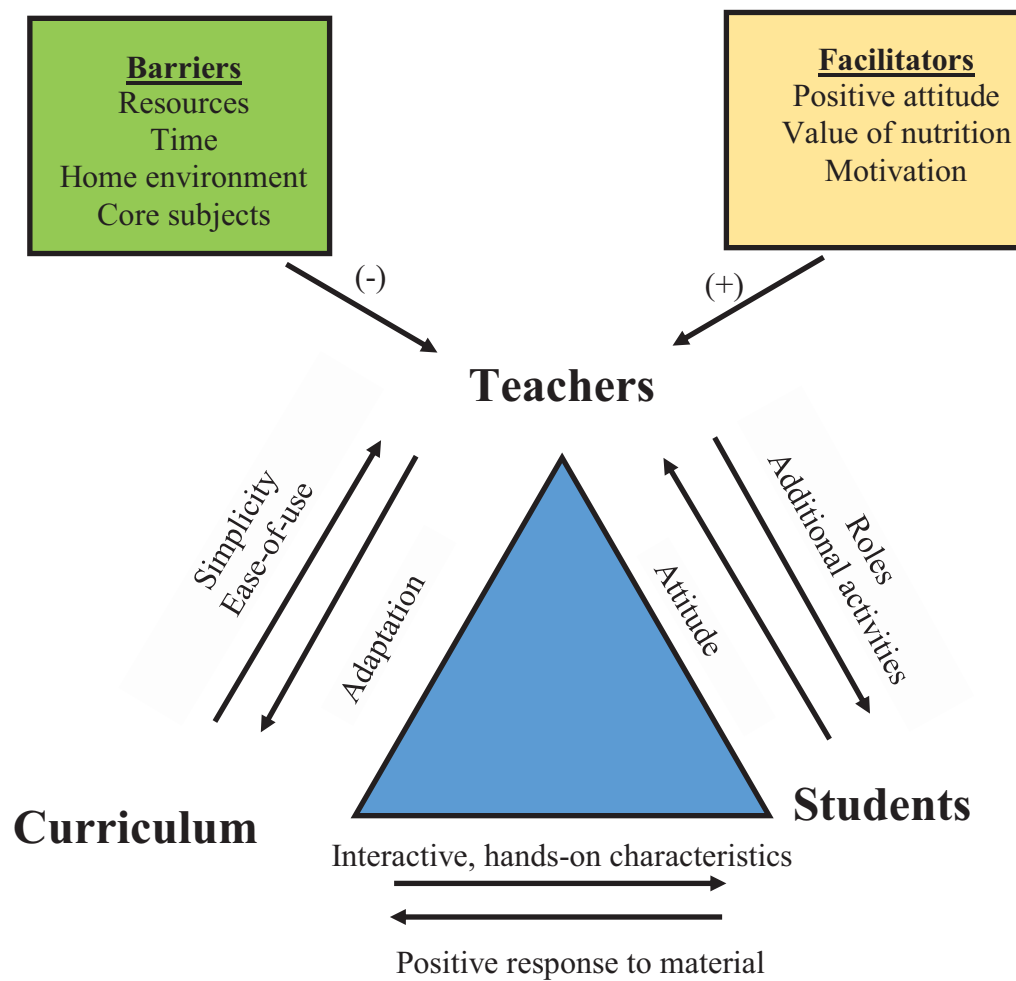 Barriers
Resources
Time
Home environment
Core subjects
Facilitators
Positive attitude
Value of nutrition
Motivation
(-)
(+)
Teachers
Simplicity
Ease-of-use
Adaptation
Attitude
Roles
Additional activities
Curriculum
Students
Interactive, hands-on characteristics
Positive response to material